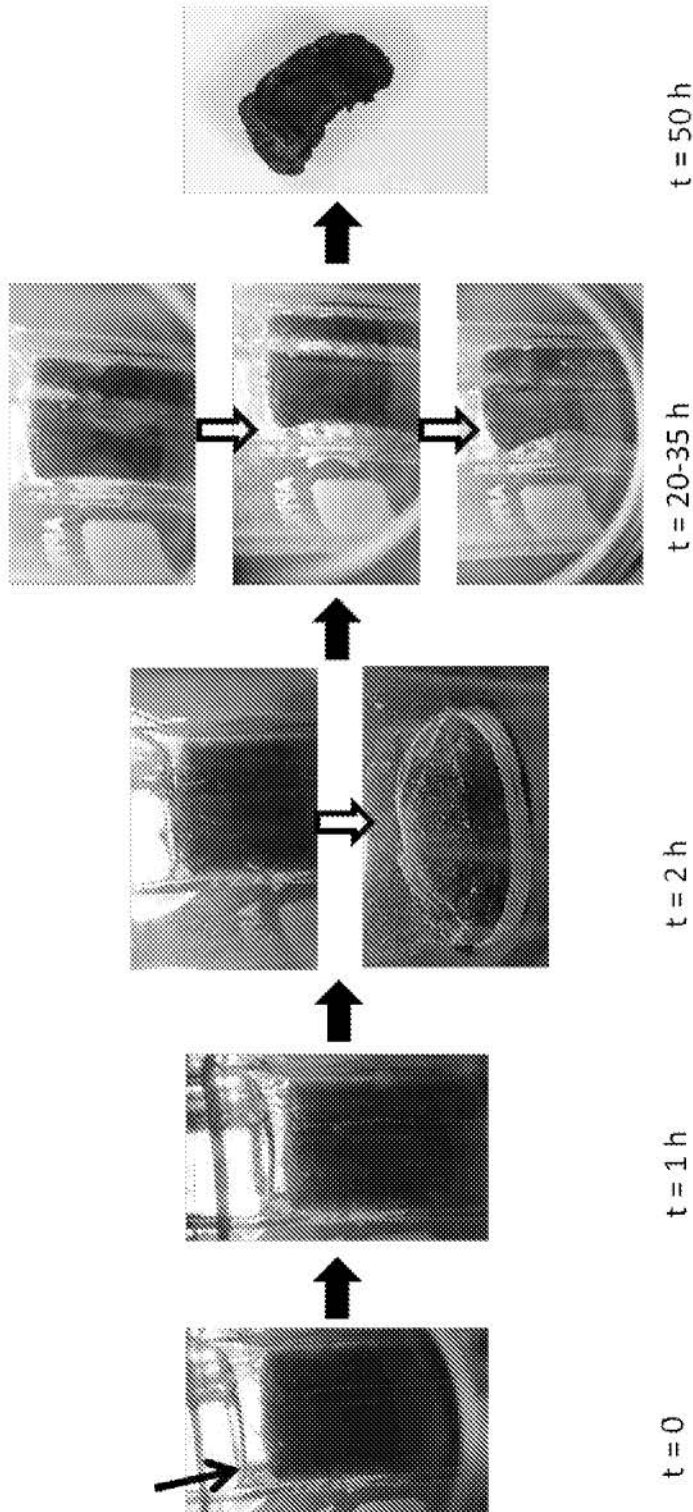 t = 0
t = 1 h
t = 2 h
t = 20-35 h
t = 50 h